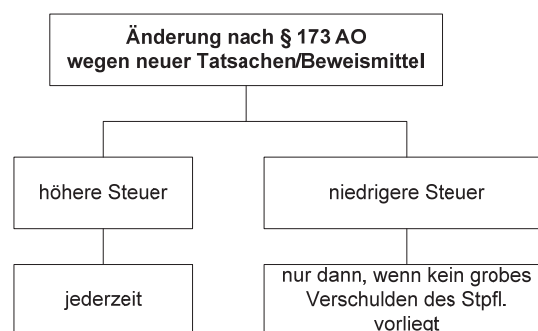 Änderung nach § 173 AO
wegen neuer Tatsachen/Beweismittel
höhere Steuer
niedrigere Steuer
jederzeit
nur dann, wenn kein grobes
Verschulden des Stpfl.
vorliegt